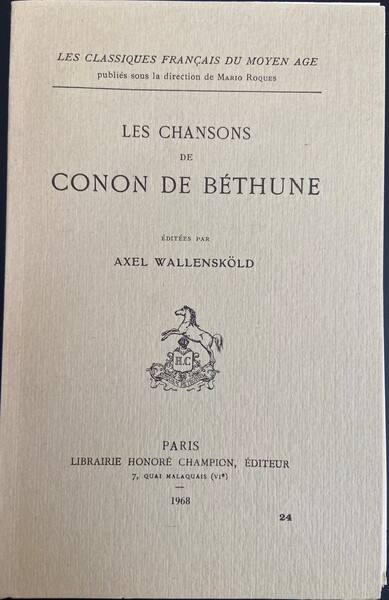 LES CLASSIQUES FRANÇAIS DU MOYEN AGE
publiés sous la direction de MARIO ROQUES
LES CHANSONS
DE
CONON DE BÉTHUNE
ÉDITÉES PAR
AXEL WALLENSKÖLD
H.C
PARIS
LIBRAIRIE HONORÉ CHAMPION, ÉDITEUR
7, QUAI MALAQUAIS (VIᵉ)
1968
24